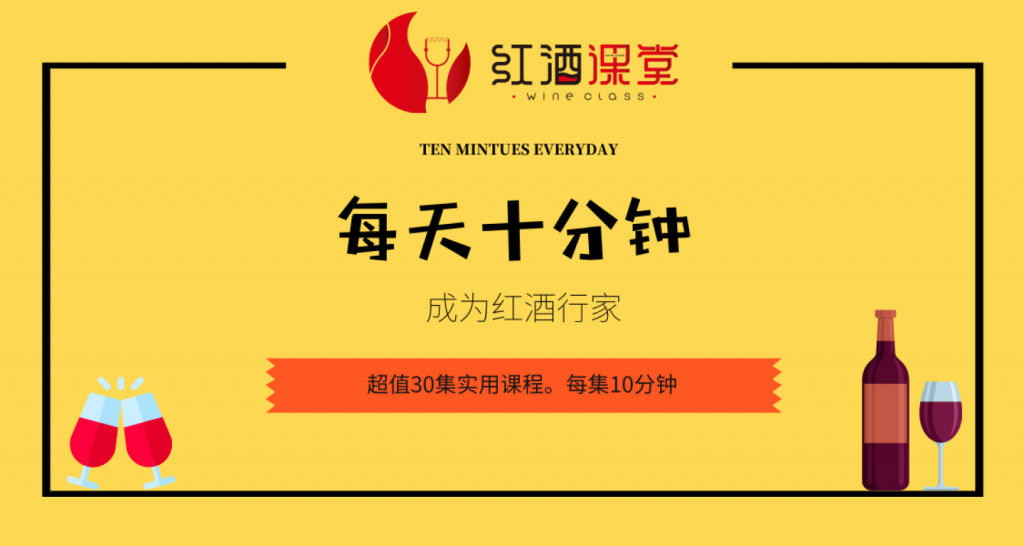 红酒课堂
· wine class ·
TEN MINTUES EVERYDAY
每天十分钟
成为红酒行家
超值30集实用课程。每集10分钟